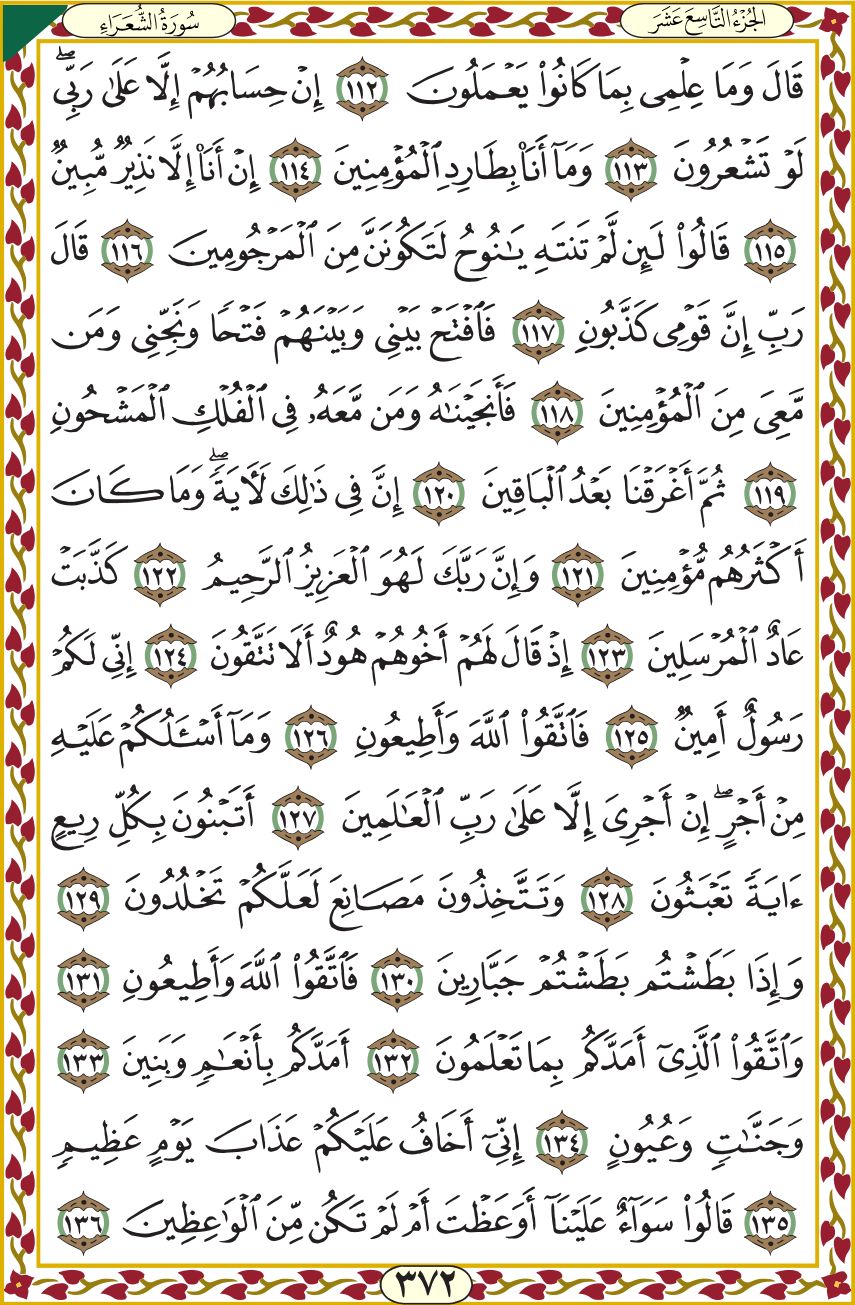 الجُزْءُ التَّاسِعَ عَشَرَ
سُورَةُ الشُّعَرَاءِ
قَالَ وَمَا عِلْمِى بِمَا كَانُوا۟ يَعْمَلُونَ ١١٢ إِنْ حِسَابُهُمْ إِلَّا عَلَىٰ رَبِّى ۖ
لَوْ تَشْعُرُونَ ١١٣ وَمَآ أَنَا۠ بِطَارِدِ ٱلْمُؤْمِنِينَ ١١٤ إِنْ أَنَا۠ إِلَّا نَذِيرٌ مُّبِينٌ
١١٥ قَالُوا۟ لَئِن لَّمْ تَنتَهِ يَـٰنُوحُ لَتَكُونَنَّ مِنَ ٱلْمَرْجُومِينَ ١١٦ قَالَ
رَبِّ إِنَّ قَوْمِى كَذَّبُونِ ١١٧ فَٱفْتَحْ بَيْنِى وَبَيْنَهُمْ فَتْحًا وَنَجِّنِى وَمَن
مَّعِىَ مِنَ ٱلْمُؤْمِنِينَ ١١٨ فَأَنجَيْنَـٰهُ وَمَن مَّعَهُۥ فِى ٱلْفُلْكِ ٱلْمَشْحُونِ
١١٩ ثُمَّ أَغْرَقْنَا بَعْدُ ٱلْبَاقِينَ ١٢٠ إِنَّ فِى ذَٰلِكَ لَـَٔايَةً ۖ وَمَا كَانَ
أَكْثَرُهُم مُّؤْمِنِينَ ١٢١ وَإِنَّ رَبَّكَ لَهُوَ ٱلْعَزِيزُ ٱلرَّحِيمُ ١٢٢ كَذَّبَتْ
عَادٌ ٱلْمُرْسَلِينَ ١٢٣ إِذْ قَالَ لَهُمْ أَخُوهُمْ هُودٌ أَلَا تَتَّقُونَ ١٢٤ إِنِّى لَكُمْ
رَسُولٌ أَمِينٌ ١٢٥ فَٱتَّقُوا۟ ٱللَّهَ وَأَطِيعُونِ ١٢٦ وَمَآ أَسْـَٔلُكُمْ عَلَيْهِ
مِنْ أَجْرٍ ۖ إِنْ أَجْرِىَ إِلَّا عَلَىٰ رَبِّ ٱلْعَـٰلَمِينَ ١٢٧ أَتَبْنُونَ بِكُلِّ رِيعٍ
ءَايَةً تَعْبَثُونَ ١٢٨ وَتَتَّخِذُونَ مَصَانِعَ لَعَلَّكُمْ تَخْلُدُونَ ١٢٩
وَإِذَا بَطَشْتُم بَطَشْتُمْ جَبَّارِينَ ١٣٠ فَٱتَّقُوا۟ ٱللَّهَ وَأَطِيعُونِ ١٣١
وَٱتَّقُوا۟ ٱلَّذِىٓ أَمَدَّكُم بِمَا تَعْلَمُونَ ١٣٢ أَمَدَّكُم بِأَنْعَـٰمٍ وَبَنِينَ ١٣٣
وَجَنَّـٰتٍ وَعُيُونٍ ١٣٤ إِنِّىٓ أَخَافُ عَلَيْكُمْ عَذَابَ يَوْمٍ عَظِيمٍ
١٣٥ قَالُوا۟ سَوَآءٌ عَلَيْنَآ أَوَعَظْتَ أَمْ لَمْ تَكُن مِّنَ ٱلْوَٰعِظِينَ ١٣٦
٣٧٢